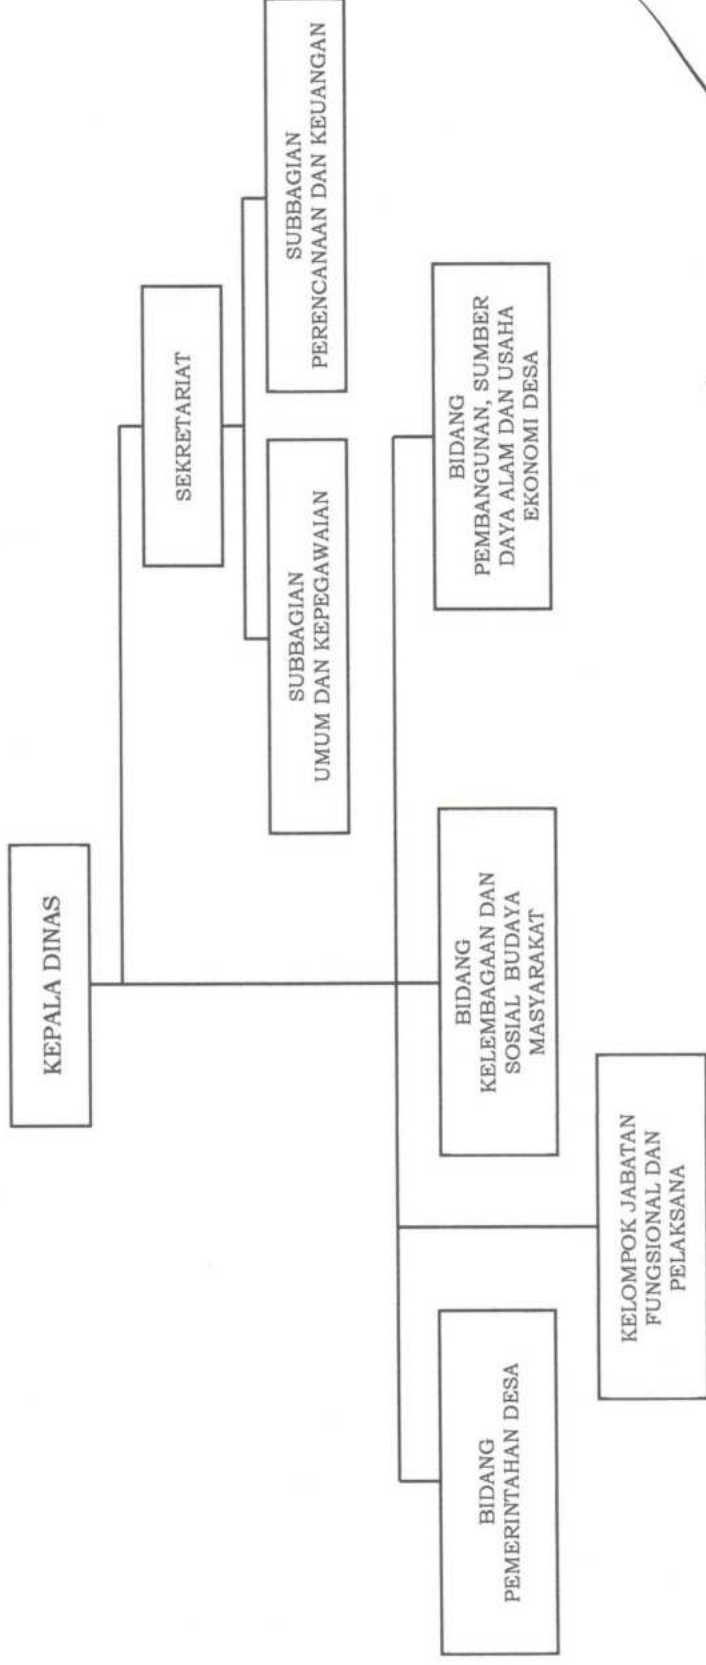 KEPALA DINAS
SEKRETARIAT
SUBBAGIAN
UMUM DAN KEPEGAWAIAN
SUBBAGIAN
PERENCANAAN DAN KEUANGAN
BIDANG
PEMERINTAHAN DESA
BIDANG
KELEMBAGAAN DAN
SOSIAL BUDAYA
MASYARAKAT
BIDANG
PEMBANGUNAN, SUMBER
DAYA ALAM DAN USAHA
EKONOMI DESA
KELOMPOK JABATAN
FUNGSIONAL DAN
PELAKSANA